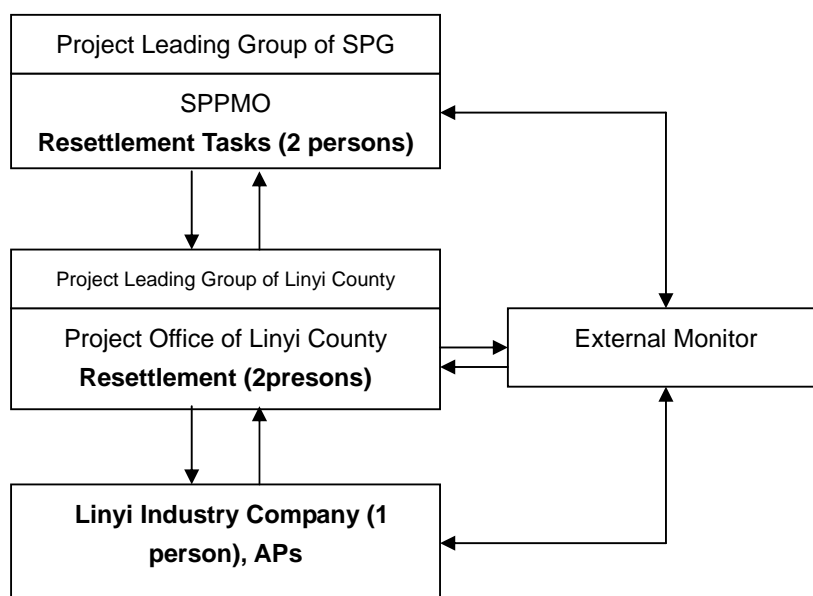 Project Leading Group of SPG
SPPMO
Resettlement Tasks (2 persons)
Project Leading Group of Linyi County
Project Office of Linyi County
Resettlement (2presons)
External Monitor
Linyi Industry Company (1
person), APs